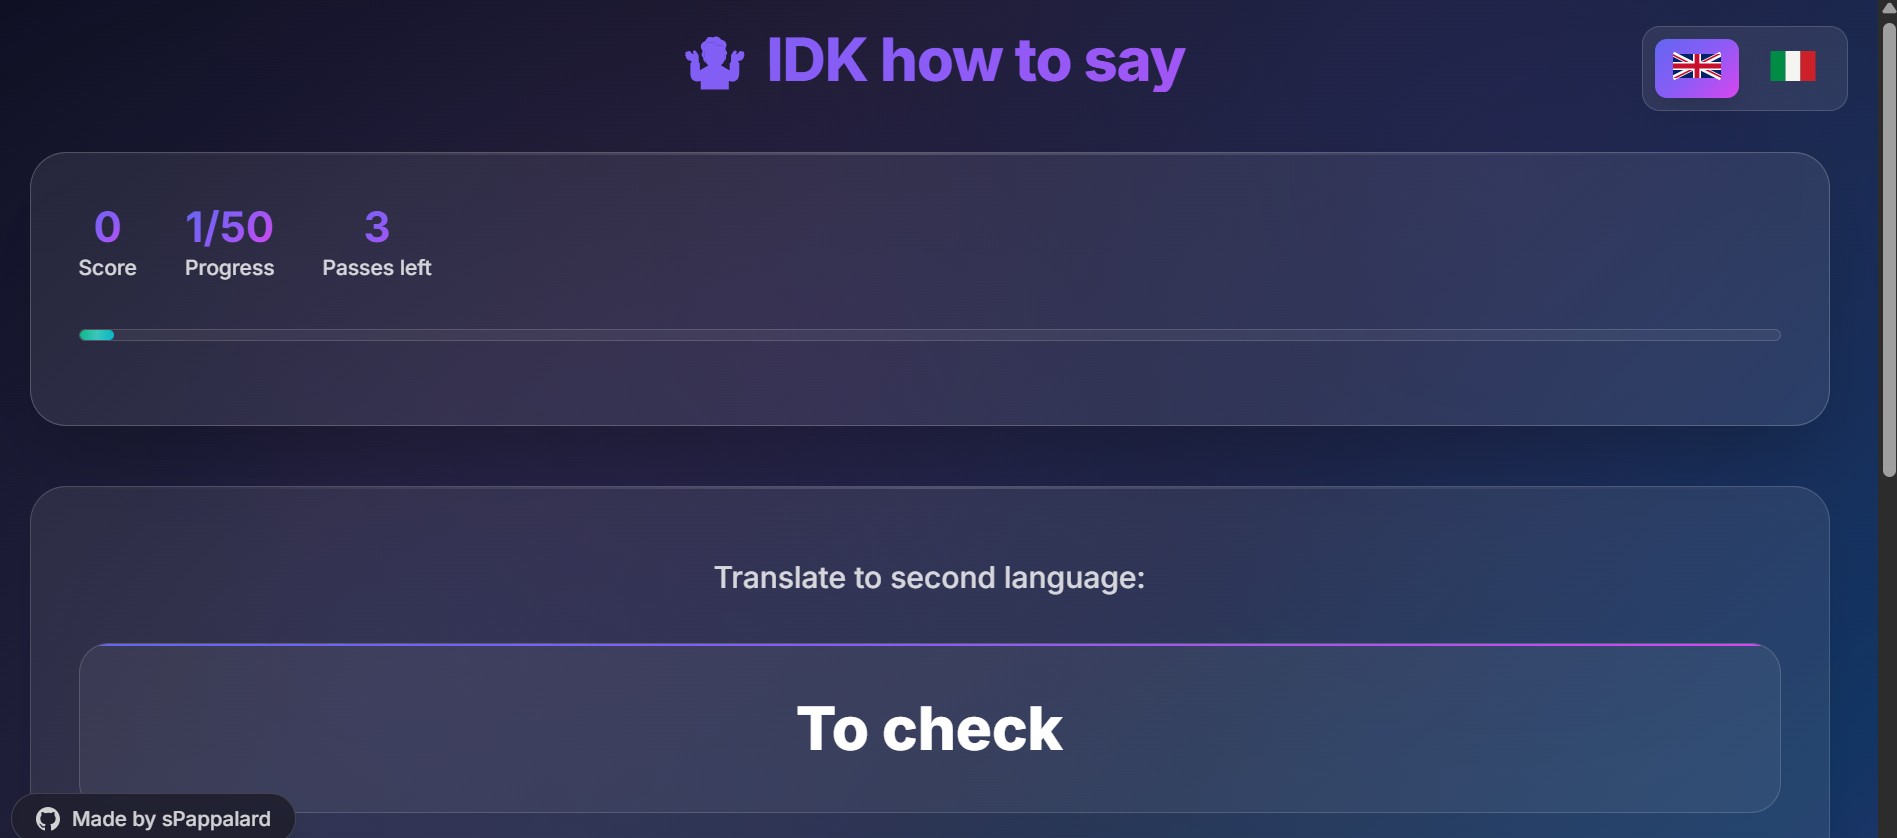 IDK how to say
0
Score
1/50
Progress
3
Passes left
Translate to second language:
To check
Made by sPappalard